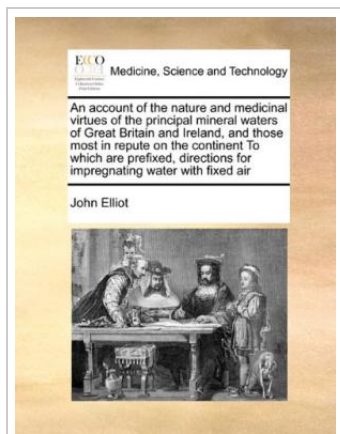 ECCO
Medicine, Science and Technology
An account of the nature and medicinal
virtues of the principal mineral waters
of Great Britain and Ireland, and those
most in repute on the continent To
which are prefixed, directions for
impregnating water with fixed air
John Elliot